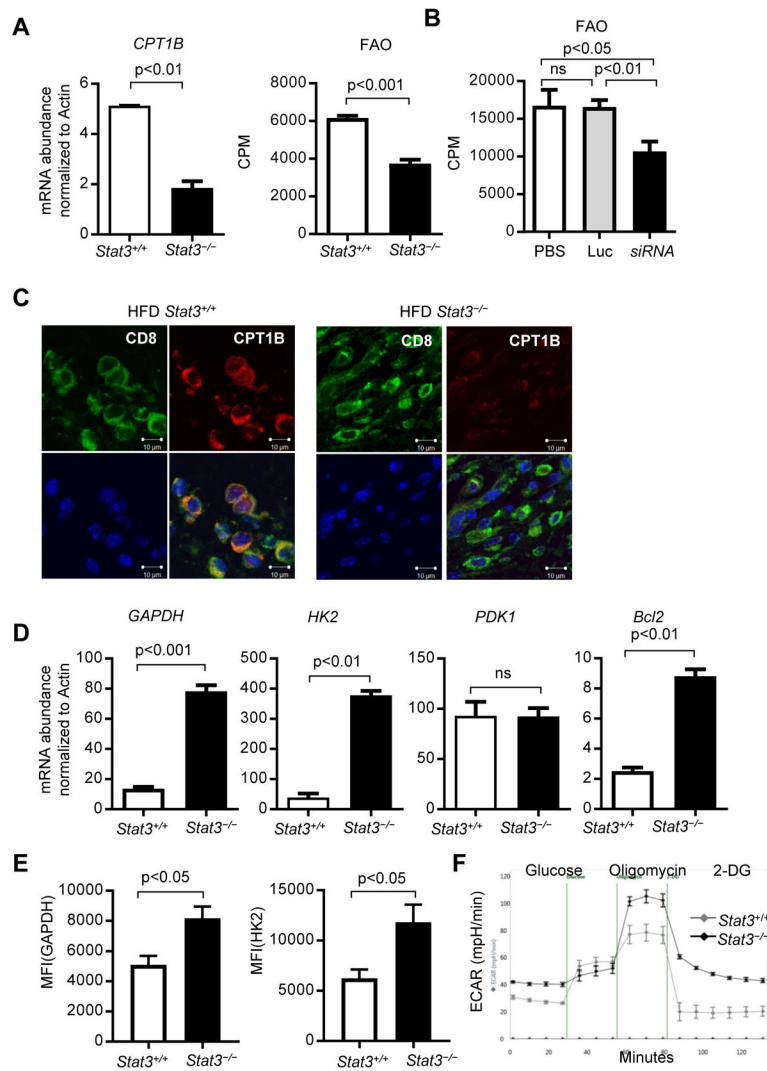 A
CPT1B
p<0.01
mRNA abundance
normalized to Actin
6
4
2
0
Stat3+/+
Stat3−/−
FAO
p<0.001
CPM
8000
6000
4000
2000
0
Stat3+/+
Stat3−/−
B
FAO
p<0.05
ns
p<0.01
CPM
20000
15000
10000
5000
0
PBS
Luc
siRNA
C
HFD Stat3+/+
CD8
CPT1B
10 µm
10 µm
10 µm
10 µm
HFD Stat3−/−
CD8
CPT1B
10 µm
10 µm
10 µm
10 µm
D
GAPDH
p<0.001
mRNA abundance
normalized to Actin
100
80
60
40
20
0
Stat3+/+
Stat3−/−
HK2
p<0.01
500
400
300
200
100
0
Stat3+/+
Stat3−/−
PDK1
ns
150
100
50
0
Stat3+/+
Stat3−/−
Bcl2
p<0.01
10
8
6
4
2
0
Stat3+/+
Stat3−/−
E
p<0.05
MFI(GAPDH)
10000
8000
6000
4000
2000
0
Stat3+/+
Stat3−/−
p<0.05
MFI(HK2)
15000
10000
5000
0
Stat3+/+
Stat3−/−
F
Glucose
Oligomycin
2-DG
Glucose
Oligomycin
2-DG
ECAR (mpH/min)
ECAR (mpH/min)
120
100
80
60
40
20
0
Stat3+/+
Stat3−/−
0
20
40
60
80
100
120
Minutes